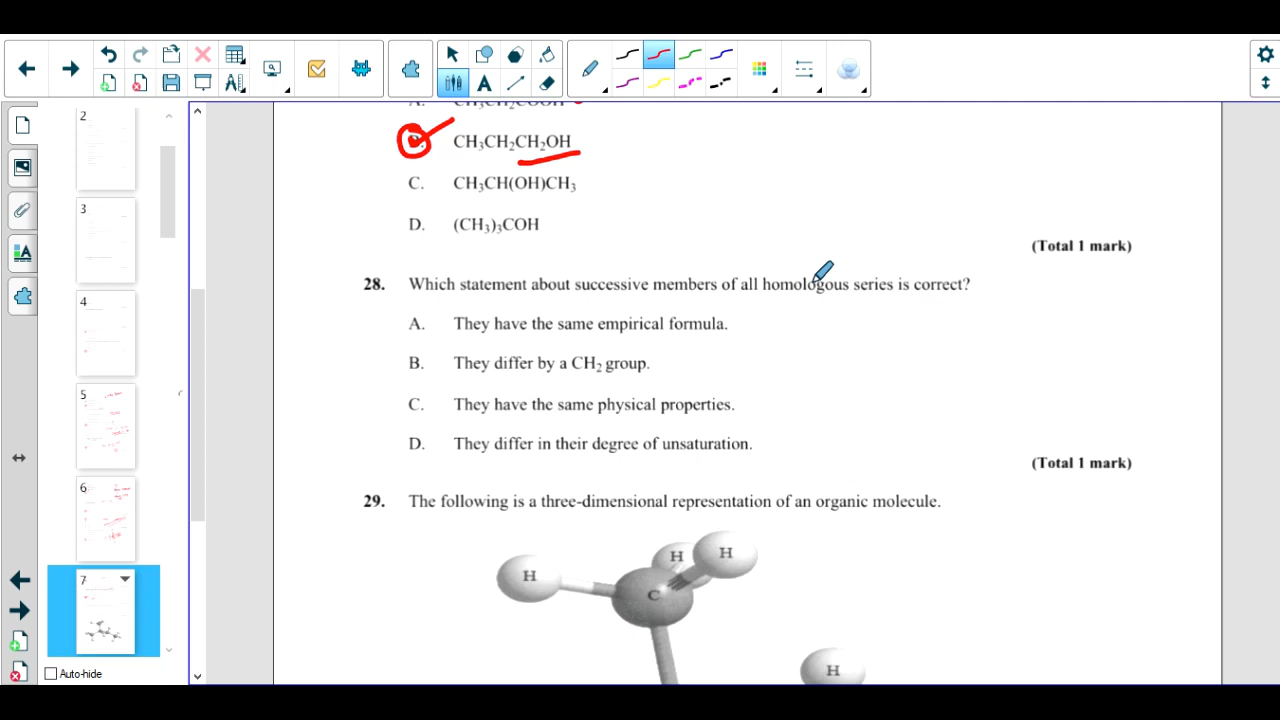 A. CH₃CH₂COOH
CH₃CH₂CH₂OH
C. CH₃CH(OH)CH₃
D. (CH₃)₃COH
(Total 1 mark)
28. Which statement about successive members of all homologous series is correct?
A. They have the same empirical formula.
B. They differ by a CH₂ group.
C. They have the same physical properties.
D. They differ in their degree of unsaturation.
(Total 1 mark)
29. The following is a three-dimensional representation of an organic molecule.
H
H
H
C
H
2
3
4
5
6
7
Auto-hide